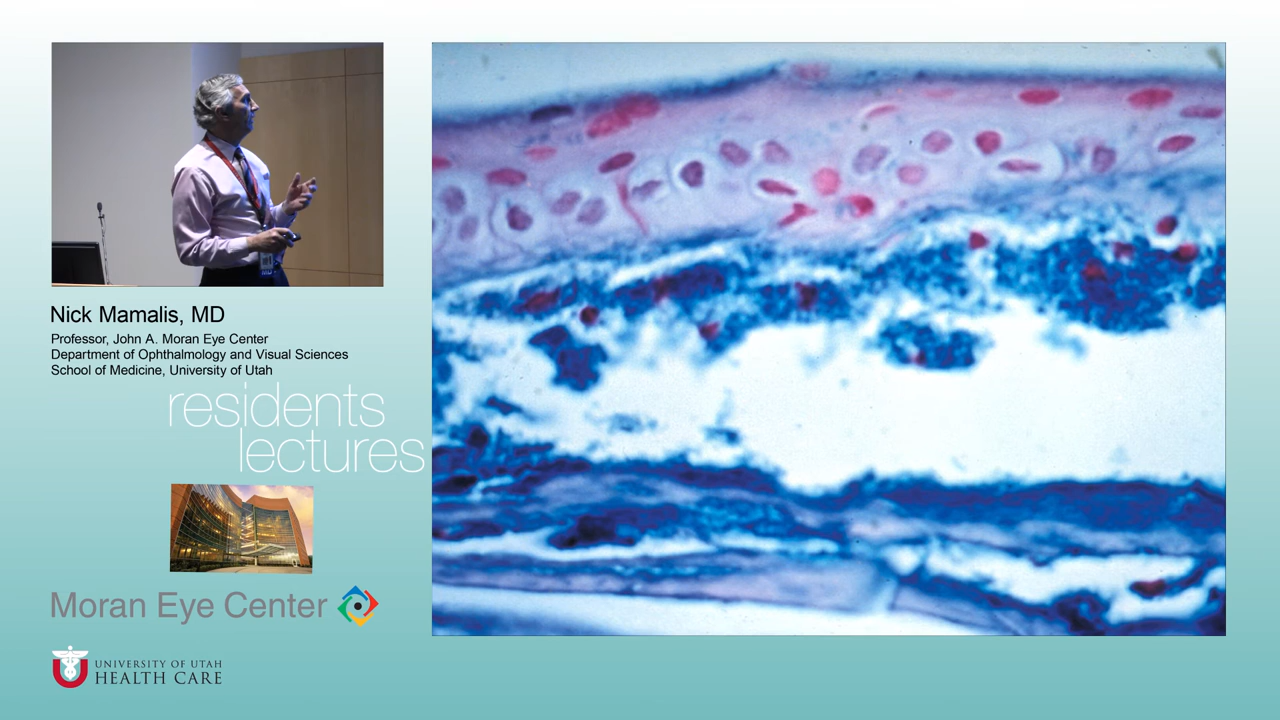 Nick Mamalis, MD
Professor, John A. Moran Eye Center
Department of Ophthalmology and Visual Sciences
School of Medicine, University of Utah
residents
lectures
Moran Eye Center
UNIVERSITY OF UTAH
HEALTH CARE